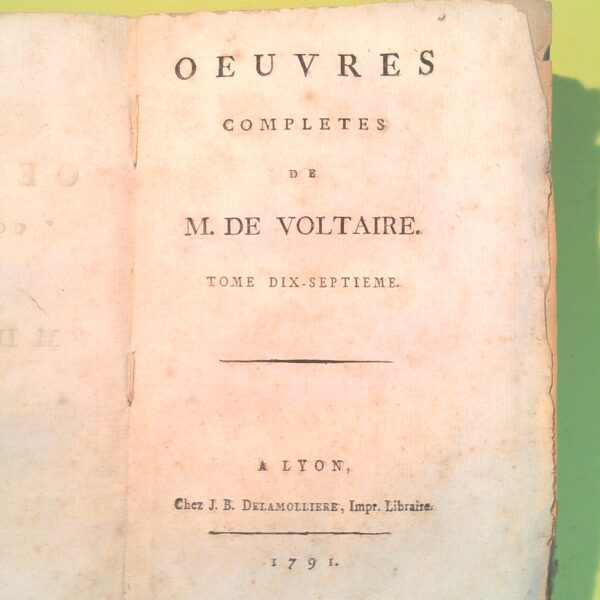 OEUVRES
COMPLETES
DE
M. DE VOLTAIRE.
TOME DIX-SEPTIEME.
A LYON,
Chez J. B. DELAMOLLIERE, Impr. Libraire.
1791.